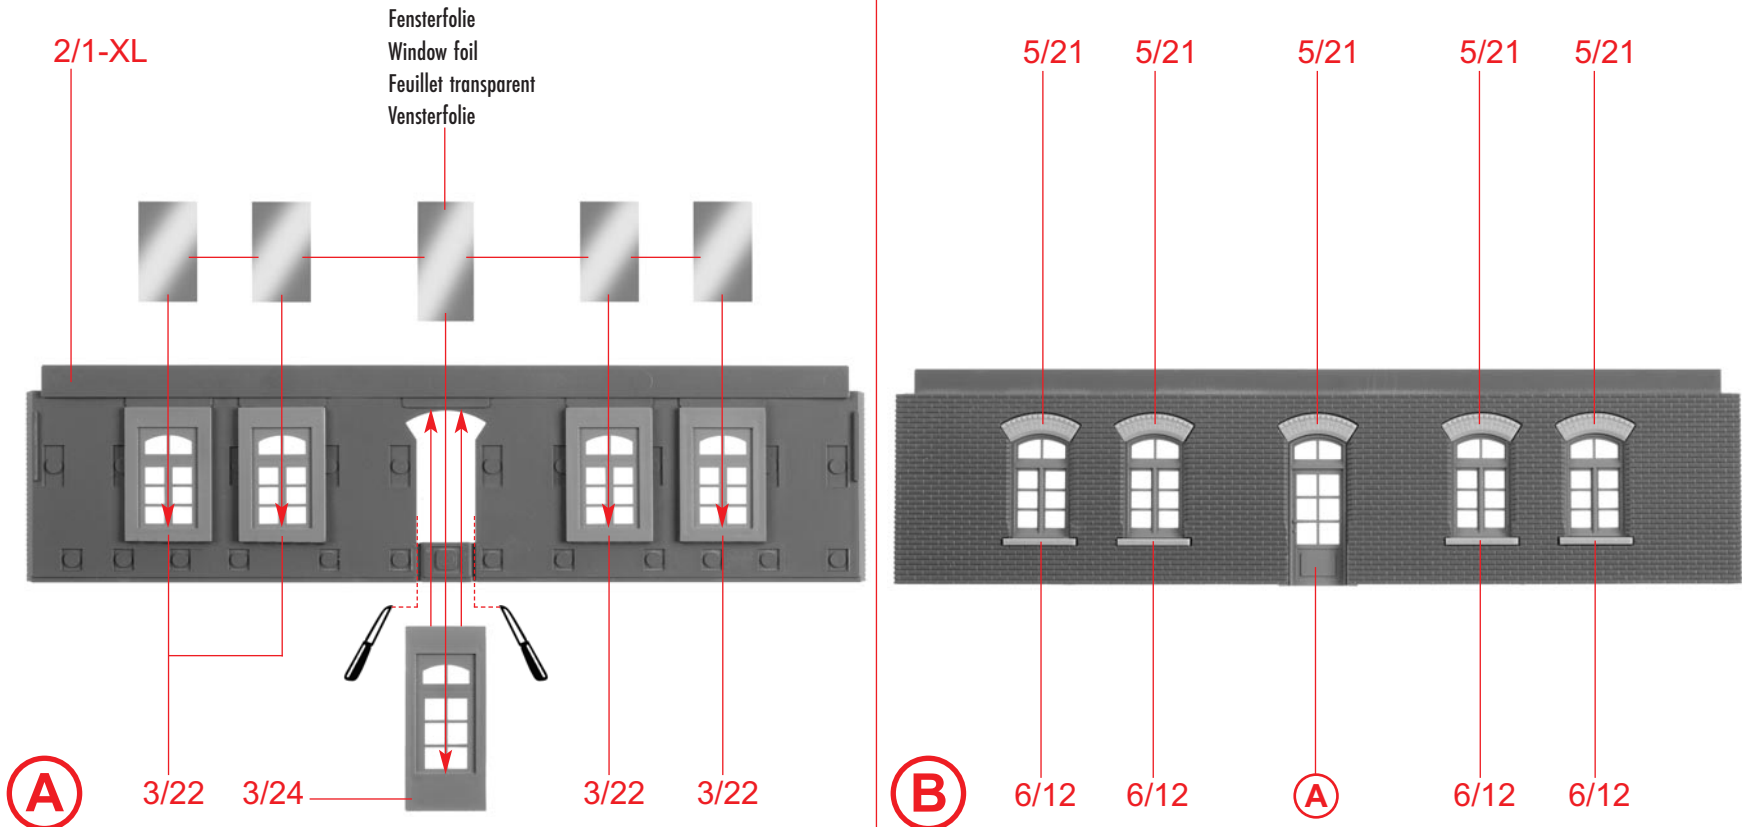 Fensterfolie
Window foil
Feuillet transparent
Vensterfolie
2/1-XL
3/22
3/24
3/22
3/22
A
5/21
5/21
5/21
5/21
5/21
6/12
6/12
A
6/12
6/12
B